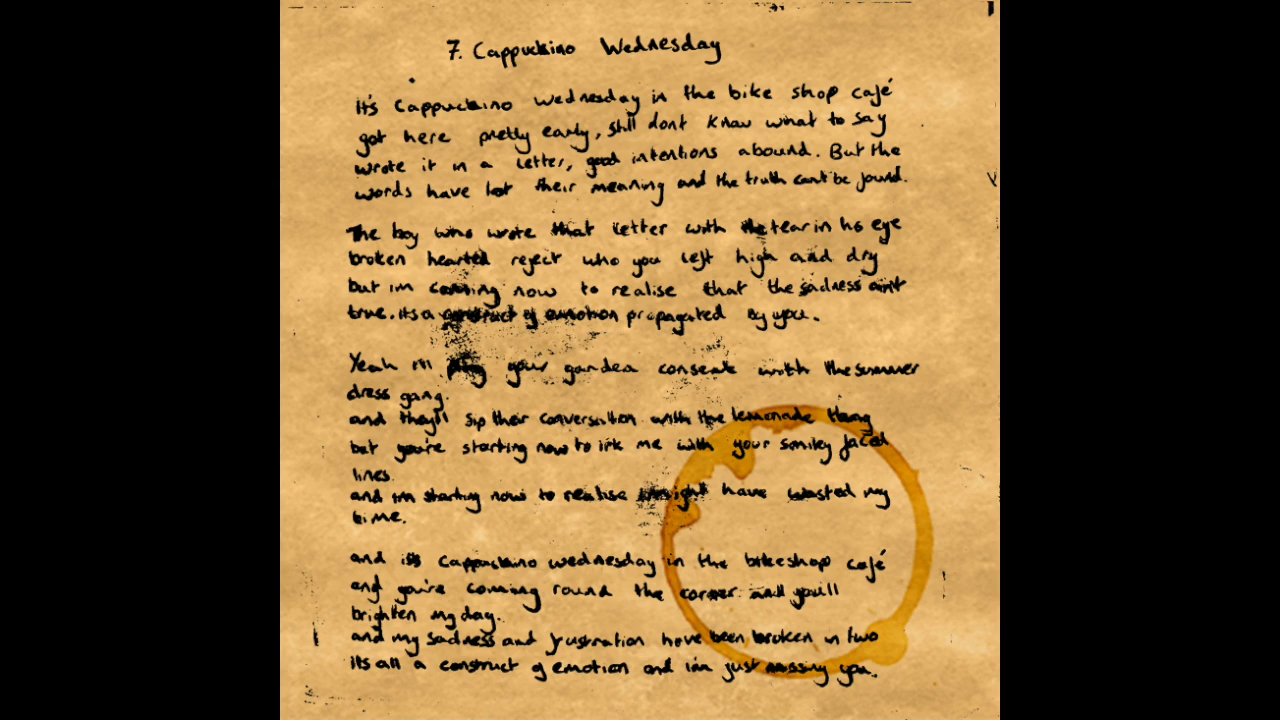 7. Cappuckino Wednesday
It's Cappuckino wednesday in the bike shop café
got here pretty early, still dont know what to say
wrote it in a letter, good intentions abound. But the
words have lost their meaning and the truth cant be found.
The boy who wrote that letter with the tear in his eye
broken hearted reject who you left high and dry
but im coming now to realise that the sadness aint
true. its a construct of emotion propagated by you.
Yeah I'll play your garden consert with the summer
dress gang.
and they'll sip their conversation with the lemonade tang
but you're starting now to irk me with your smiley faced
lines.
and im starting now to realise i might have wasted my
time.
and its Cappuckino wednesday in the bikeshop café
and you're coming round the corner and you'll
brighten my day.
and my sadness and frustration have been broken in two
its all a construct of emotion and im just missing you.